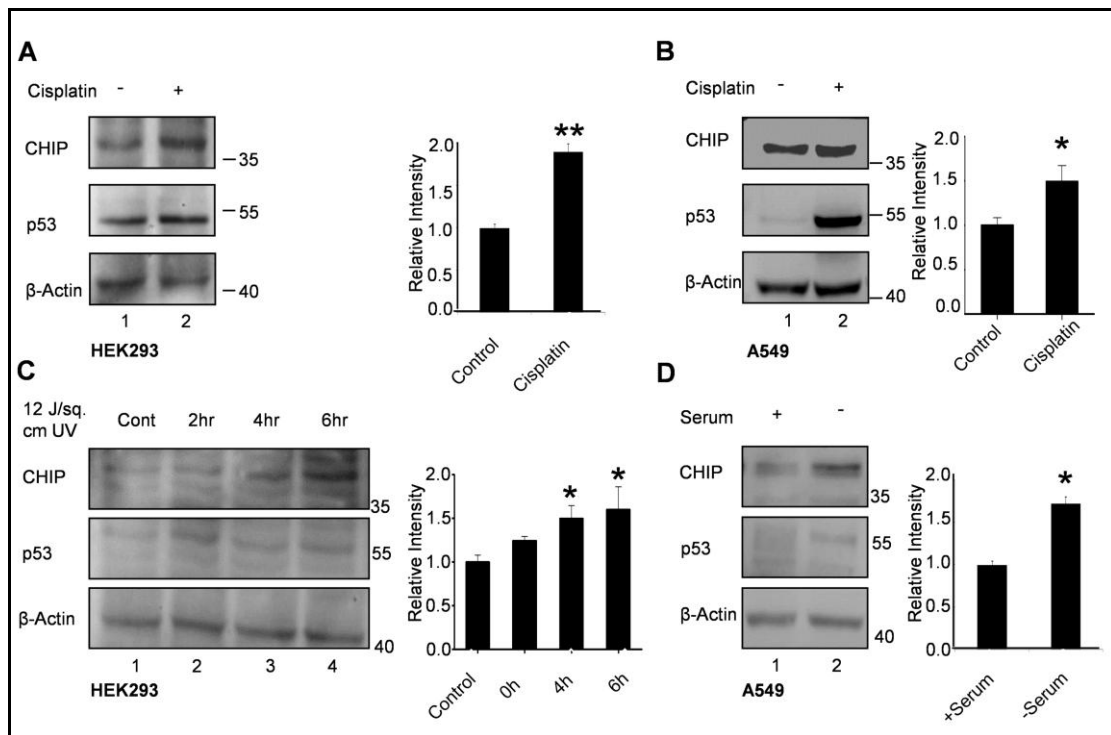 A
Cisplatin - +
CHIP
35
p53
55
β-Actin
40
1 2
HEK293
Relative Intensity
2.0
1.5
1.0
0.5
0.0
**
Control
Cisplatin
B
Cisplatin - +
CHIP
35
p53
55
β-Actin
40
1 2
A549
Relative Intensity
2.0
1.5
1.0
0.5
0.0
*
Control
Cisplatin
C
12 J/sq.
cm UV
Cont 2hr 4hr 6hr
CHIP
35
p53
55
β-Actin
40
1 2 3 4
HEK293
Relative Intensity
2.0
1.5
1.0
0.5
0.0
* *
Control
0h
4h
6h
D
Serum + -
CHIP
35
p53
55
β-Actin
40
1 2
A549
Relative Intensity
2.0
1.5
1.0
0.5
0.0
*
+Serum
-Serum